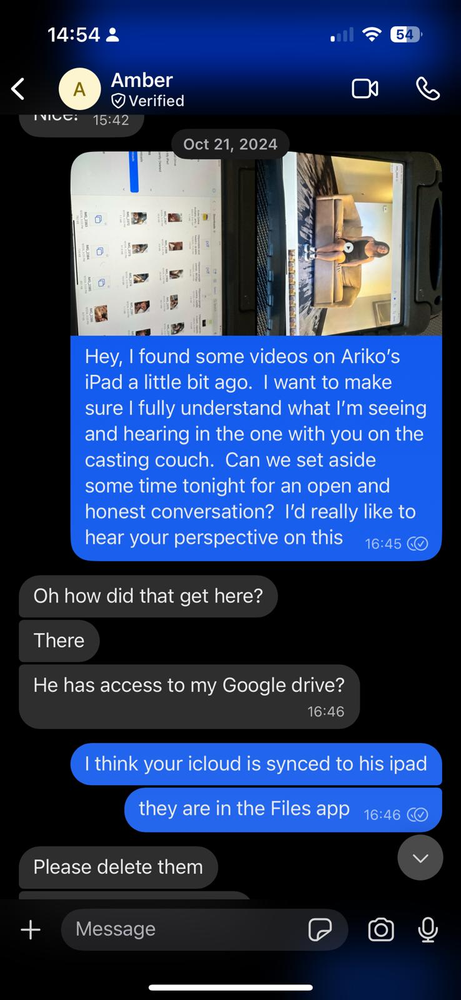 14:54
54
A
Amber
Verified
Nice! 15:42
Oct 21, 2024
Hey, I found some videos on Ariko’s
iPad a little bit ago.  I want to make
sure I fully understand what I’m seeing
and hearing in the one with you on the
casting couch.  Can we set aside
some time tonight for an open and
honest conversation?  I’d really like to
hear your perspective on this 16:45
Oh how did that get here?
There
He has access to my Google drive?
16:46
I think your icloud is synced to his ipad
they are in the Files app 16:46
Please delete them
Message